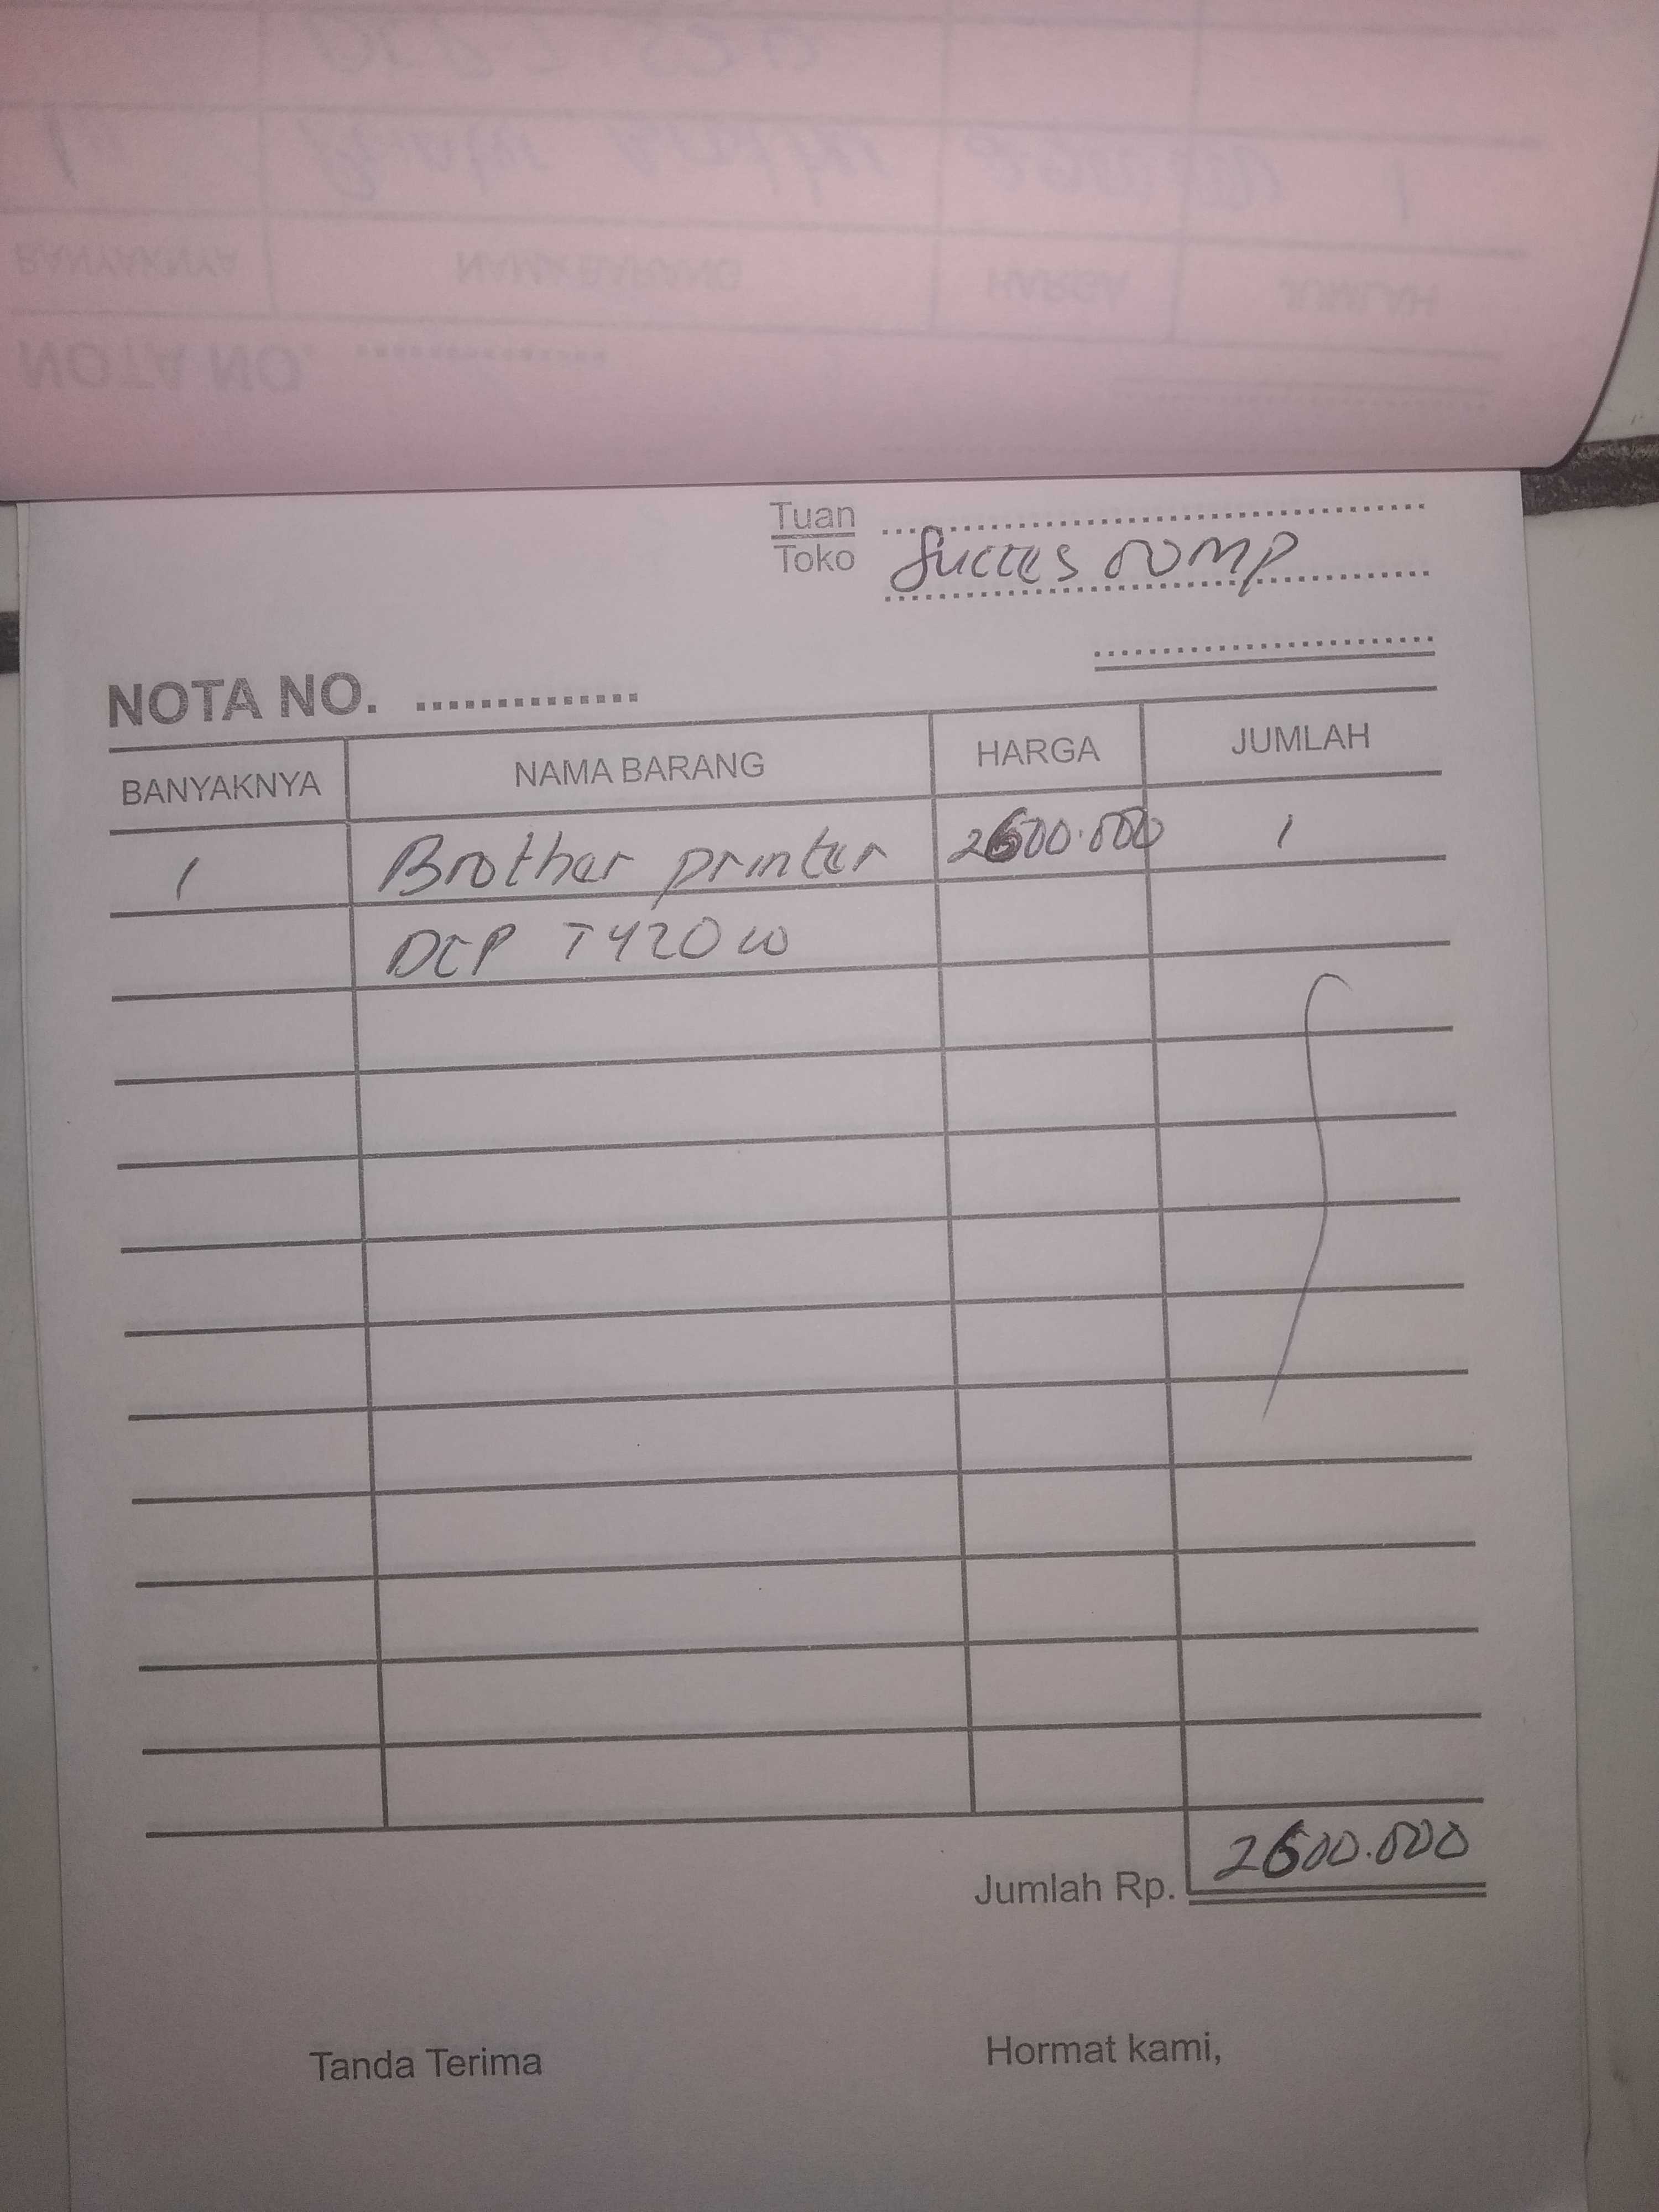 Tuan
Toko Succes comp
NOTA NO. ..............
BANYAKNYA NAMA BARANG HARGA JUMLAH
1 Brother printer 2600.000 1
DCP T420w
Jumlah Rp. 2600.000
Tanda Terima Hormat kami,